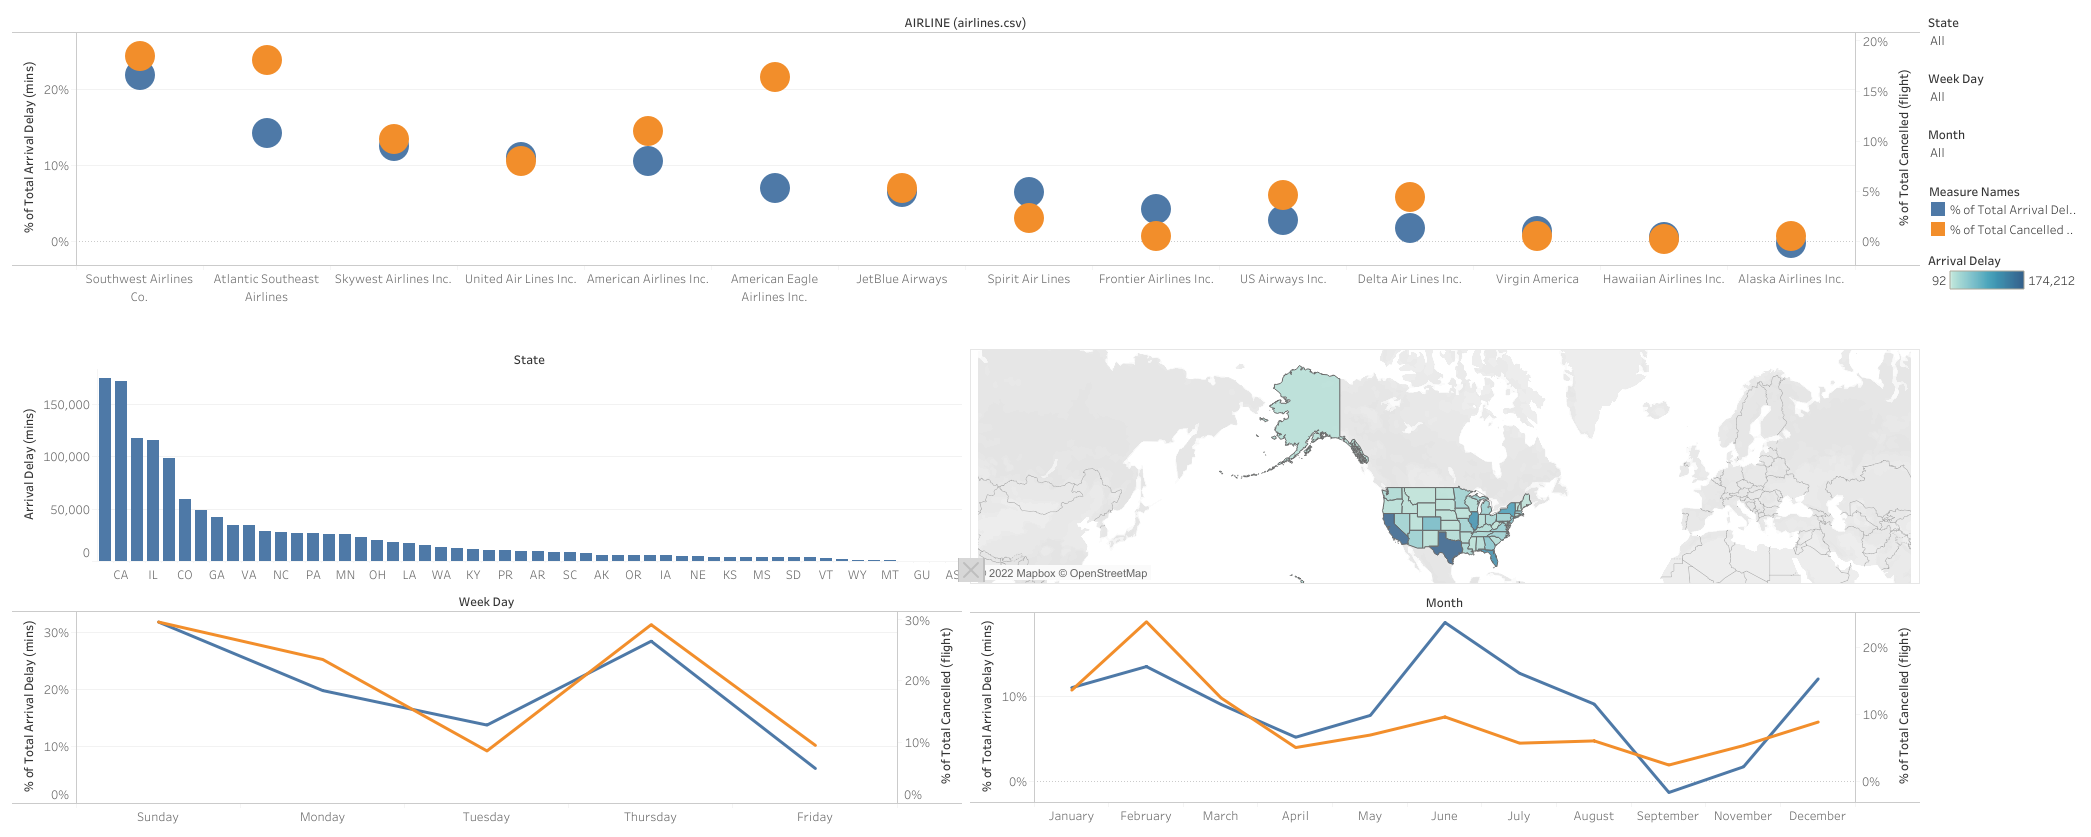 AIRLINE (airlines.csv)
% of Total Arrival Delay (mins)
20%
10%
0%
% of Total Cancelled (flight)
20%
15%
10%
5%
0%
Southwest Airlines
Co.
Atlantic Southeast
Airlines
Skywest Airlines Inc.
United Air Lines Inc.
American Airlines Inc.
American Eagle
Airlines Inc.
JetBlue Airways
Spirit Air Lines
Frontier Airlines Inc.
US Airways Inc.
Delta Air Lines Inc.
Virgin America
Hawaiian Airlines Inc.
Alaska Airlines Inc.
State
All
Week Day
All
Month
All
Measure Names
% of Total Arrival Del..
% of Total Cancelled ..
Arrival Delay
92 174,212
State
Arrival Delay (mins)
150,000
100,000
50,000
0
CA IL CO GA VA NC PA MN OH LA WA KY PR AR SC AK OR IA NE KS MS SD VT WY MT GU AS
2022 Mapbox © OpenStreetMap
Week Day
% of Total Arrival Delay (mins)
30%
20%
10%
0%
% of Total Cancelled (flight)
30%
20%
10%
0%
Sunday Monday Tuesday Thursday Friday
Month
% of Total Arrival Delay (mins)
10%
0%
% of Total Cancelled (flight)
20%
10%
0%
January February March April May June July August September November December